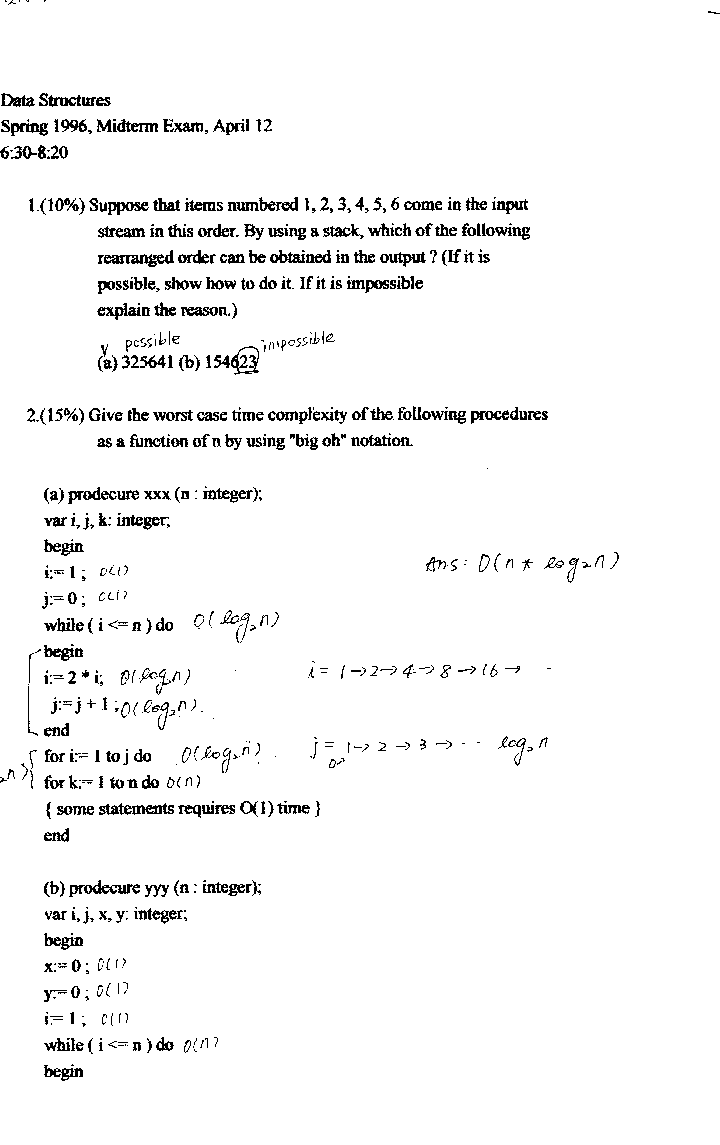 Data Structures
Spring 1996, Midterm Exam, April 12
6:30-8:20
1.(10%) Suppose that items numbered 1, 2, 3, 4, 5, 6 come in the input
stream in this order. By using a stack, which of the following
rearranged order can be obtained in the output ? (If it is
possible, show how to do it. If it is impossible
explain the reason.)
v possible impossible
(a) 325641 (b) 154623
2.(15%) Give the worst case time complexity of the following procedures
as a function of n by using "big oh" notation.
(a) prodecure xxx (n : integer);
var i, j, k: integer;
begin
i:= 1 ; O(1)
Ans: O(n * log₂n)
j:= 0 ; O(1)
while ( i <= n ) do O(log₂n)
begin
i:= 2 * i; O(log₂n) i = 1→2→4→8→16→ -
j:= j + 1 ; O(log₂n).
end
for i:= 1 to j do O(log₂n). j = 1→2→3→-- log₂n
for k:= 1 to n do O(n)
{ some statements requires O(1) time }
end
(b) prodecure yyy (n : integer);
var i, j, x, y: integer;
begin
x:= 0 ; O(1)
y:= 0 ; O(1)
i:= 1 ; O(1)
while ( i <= n ) do O(n)
begin